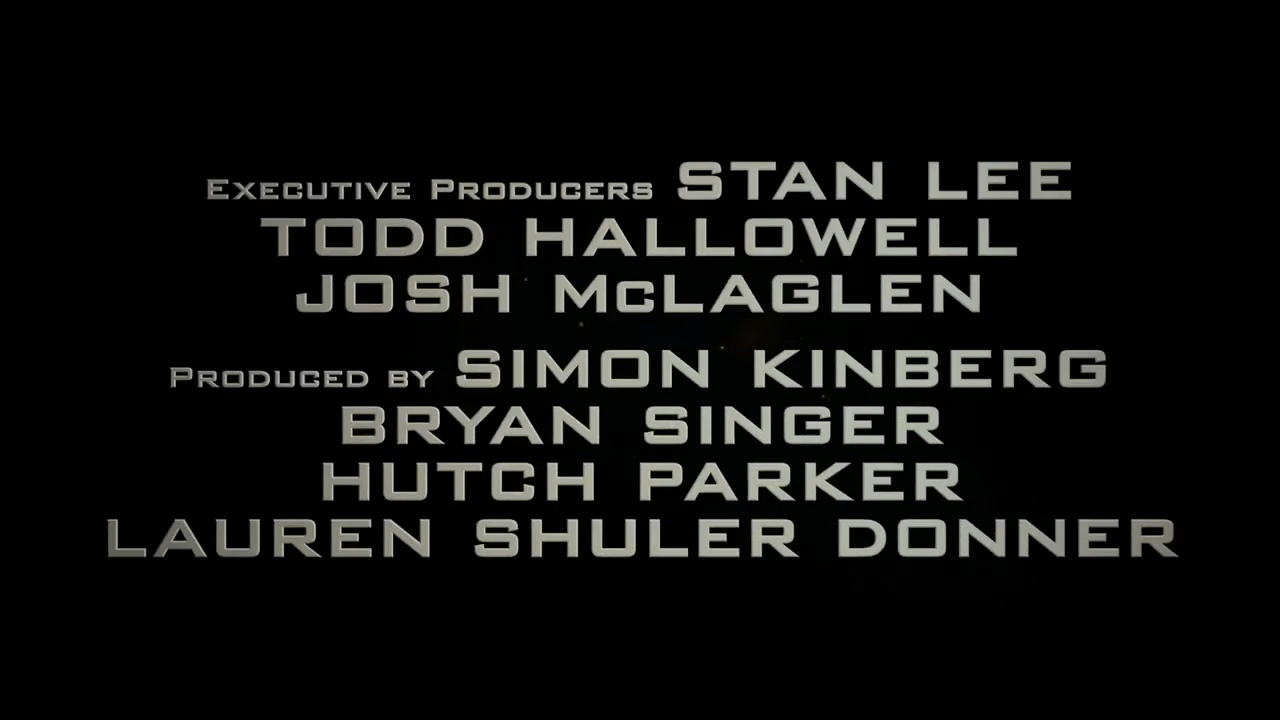 Executive Producers STAN LEE
TODD HALLOWELL
JOSH McLAGLEN
Produced by SIMON KINBERG
BRYAN SINGER
HUTCH PARKER
LAUREN SHULER DONNER